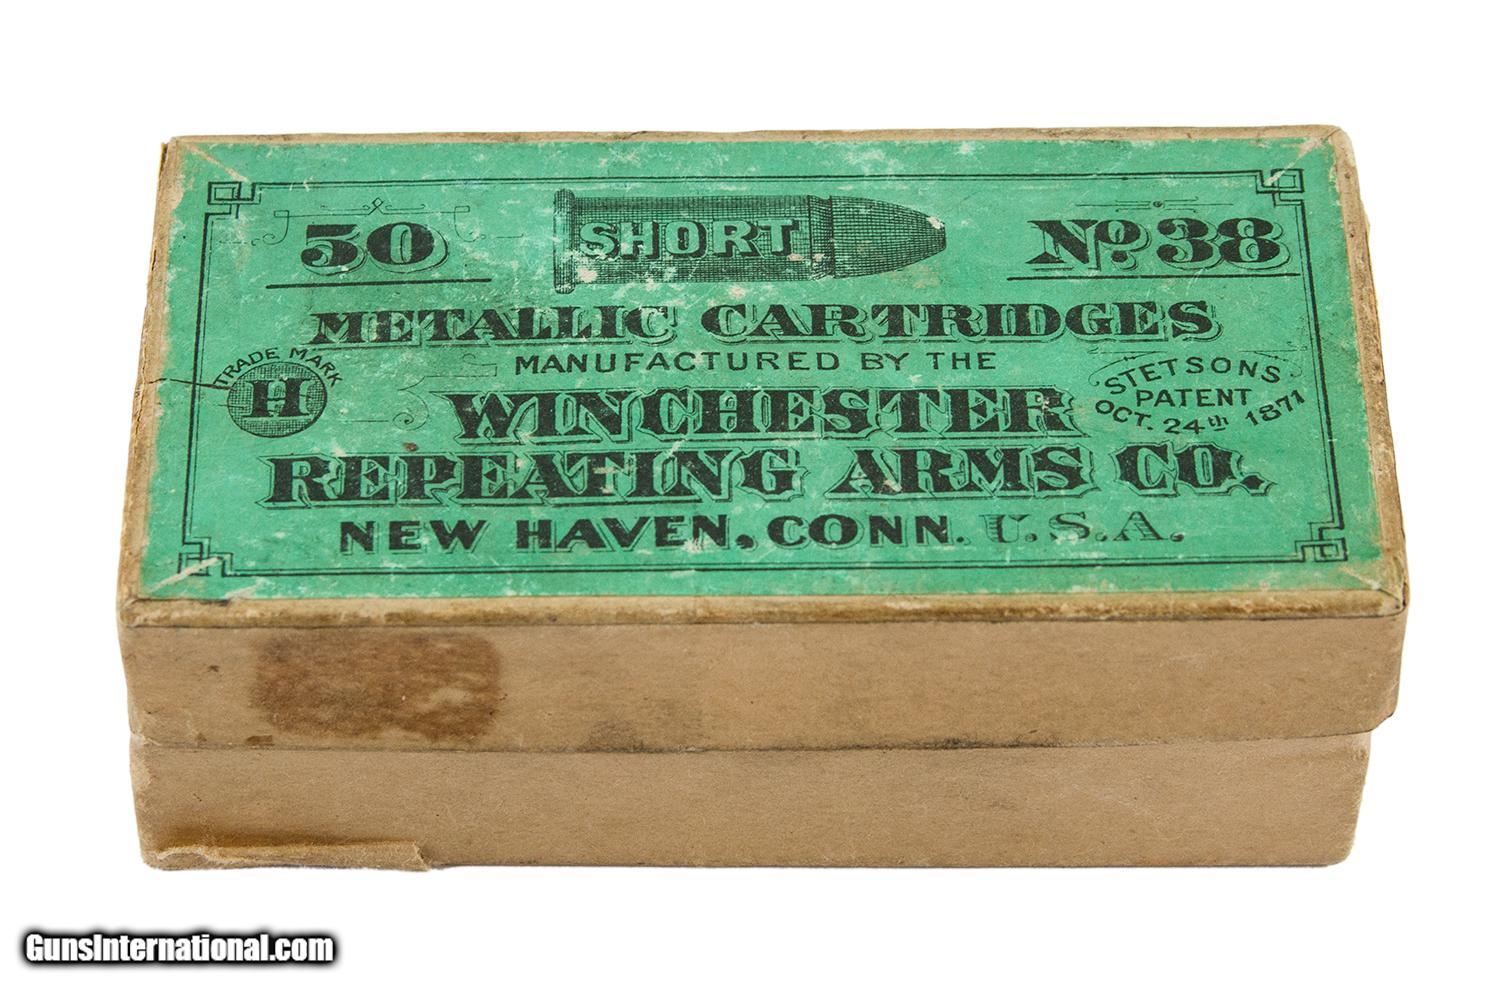 50 SHORT No. 38
METALLIC CARTRIDGES
MANUFACTURED BY THE
TRADE MARK
H
STETSONS
PATENT
OCT. 24th 1871
WINCHESTER
REPEATING ARMS CO.
NEW HAVEN, CONN. U.S.A.
GunsInternational.com